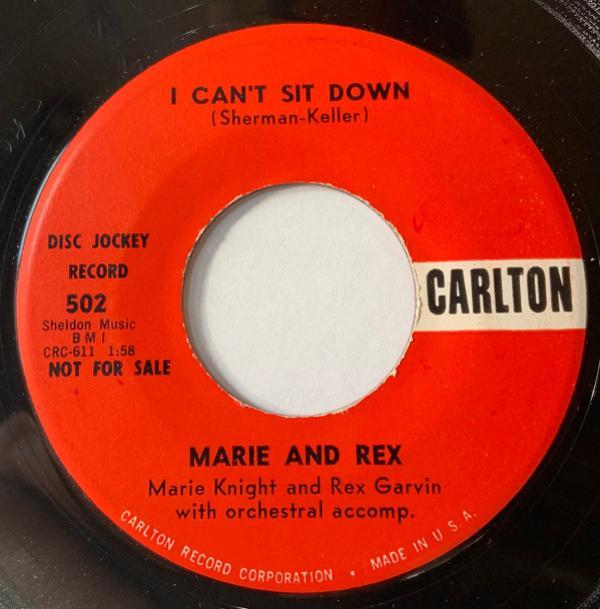 I CAN'T SIT DOWN
(Sherman-Keller)
DISC JOCKEY
RECORD
502
Sheldon Music
B M I
CRC-611 1:58
NOT FOR SALE
CARLTON
MARIE AND REX
Marie Knight and Rex Garvin
with orchestral accomp.
CARLTON RECORD CORPORATION • MADE IN U.S.A.